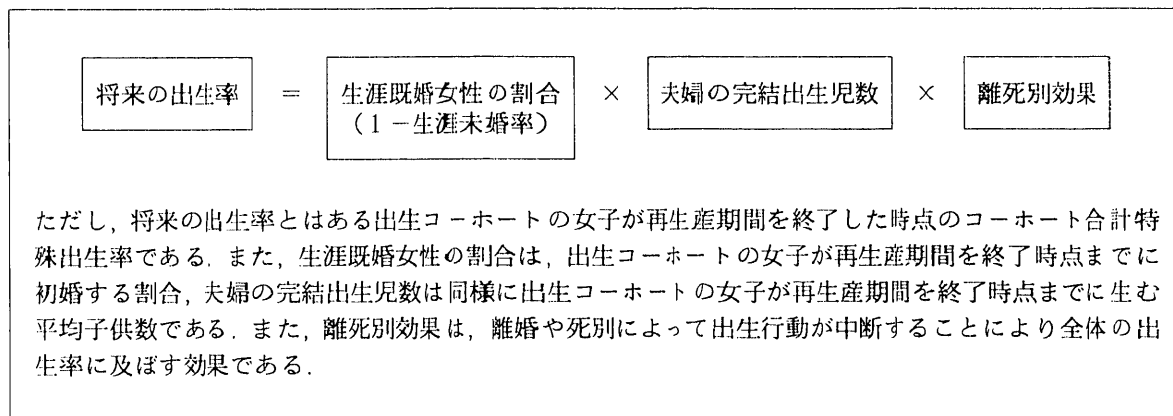 将来の出生率 = 生涯既婚女性の割合 × 夫婦の完結出生児数 × 離死別効果
(1－生涯未婚率)
ただし，将来の出生率とはある出生コーホートの女子が再生産期間を終了した時点のコーホート合計特
殊出生率である．また，生涯既婚女性の割合は，出生コーホートの女子が再生産期間を終了時点までに
初婚する割合，夫婦の完結出生児数は同様に出生コーホートの女子が再生産期間を終了時点までに生む
平均子供数である．また，離死別効果は，離婚や死別によって出生行動が中断することにより全体の出
生率に及ぼす効果である．